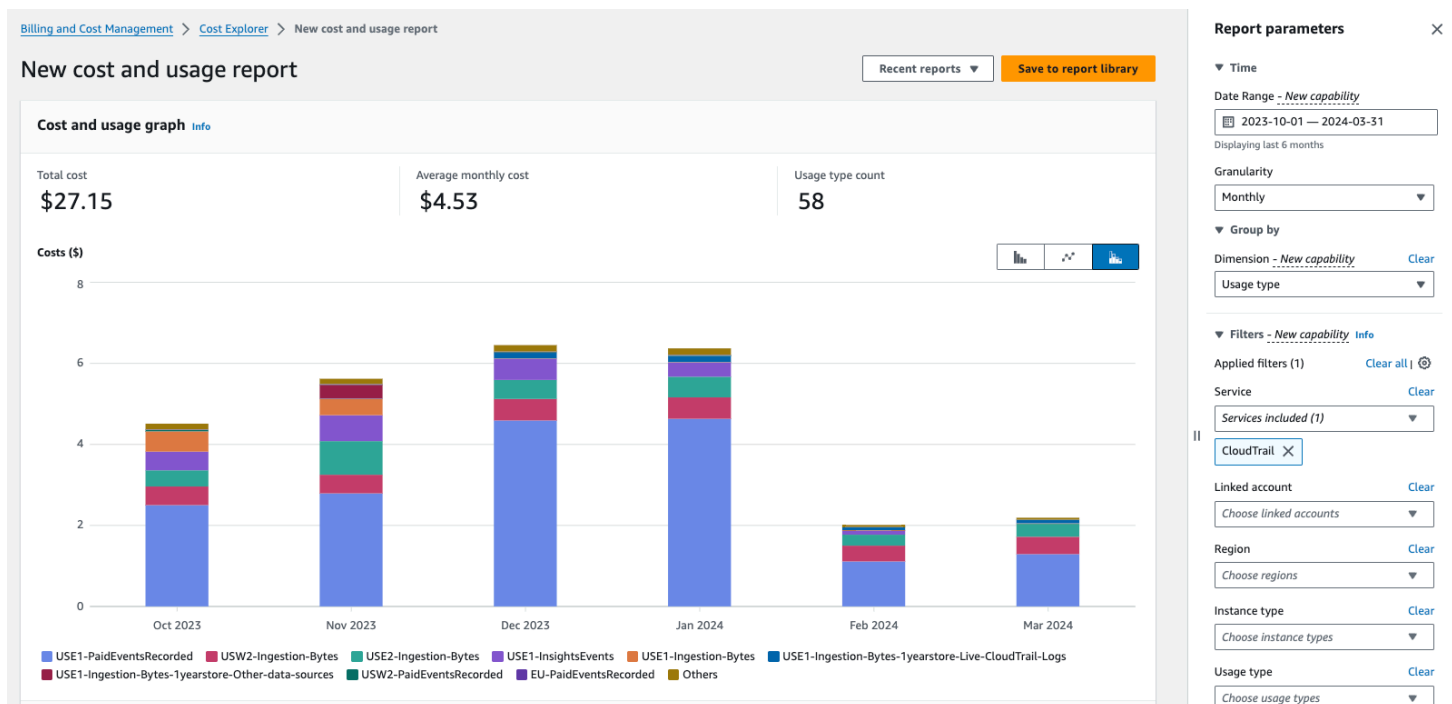 Billing and Cost Management > Cost Explorer > New cost and usage report
New cost and usage report
Recent reports
Save to report library
Cost and usage graph Info
Total cost
$27.15
Average monthly cost
$4.53
Usage type count
58
Costs ($)
8
6
4
2
0
Oct 2023 Nov 2023 Dec 2023 Jan 2024 Feb 2024 Mar 2024
USE1-PaidEventsRecorded USW2-Ingestion-Bytes USE2-Ingestion-Bytes USE1-InsightsEvents USE1-Ingestion-Bytes USE1-Ingestion-Bytes-1yearstore-Live-CloudTrail-Logs
USE1-Ingestion-Bytes-1yearstore-Other-data-sources USW2-PaidEventsRecorded EU-PaidEventsRecorded Others
Report parameters
Time
Date Range - New capability
2023-10-01 — 2024-03-31
Displaying last 6 months
Granularity
Monthly
Group by
Dimension - New capability Clear
Usage type
Filters - New capability Info
Applied filters (1) Clear all |
Service Clear
Services included (1)
CloudTrail
Linked account Clear
Choose linked accounts
Region Clear
Choose regions
Instance type Clear
Choose instance types
Usage type Clear
Choose usage types